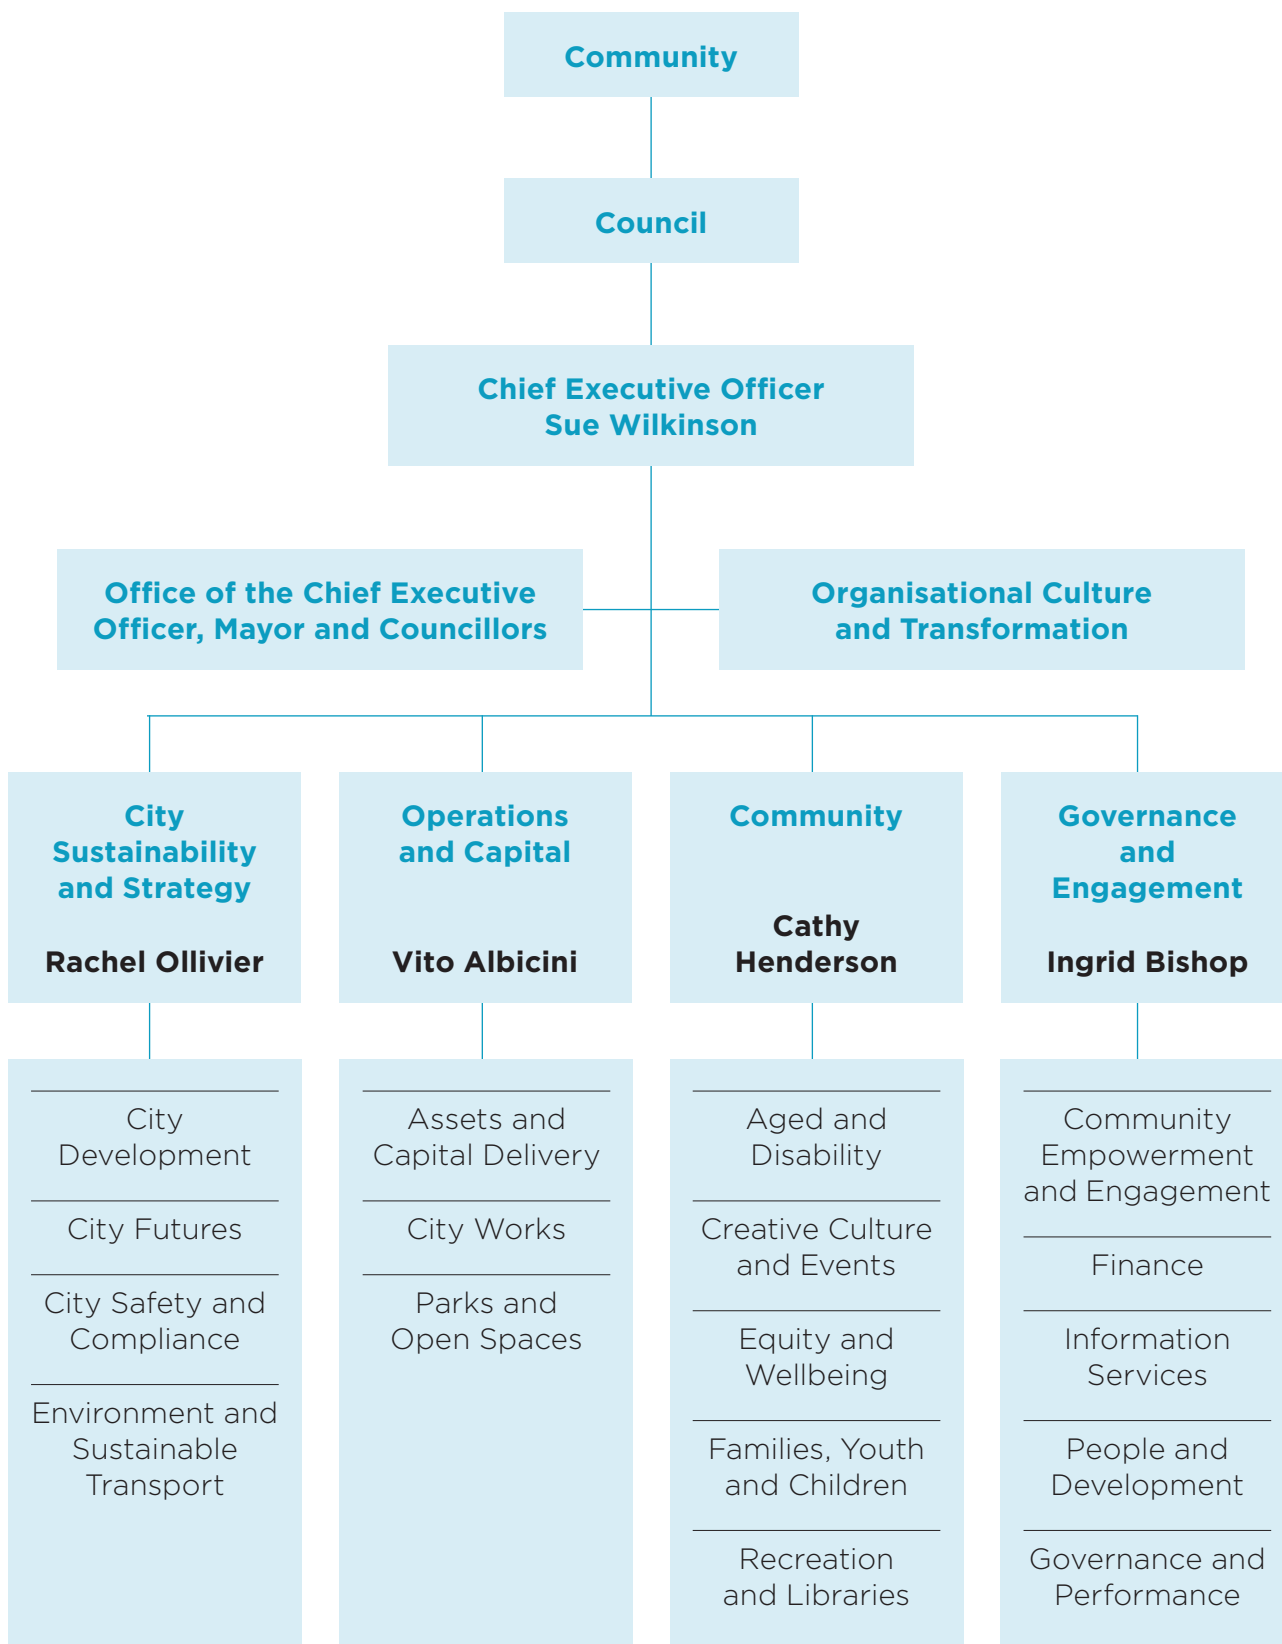 Community
Council
Chief Executive Officer
Sue Wilkinson
Office of the Chief Executive
Officer, Mayor and Councillors
Organisational Culture
and Transformation
City
Sustainability
and Strategy
Rachel Ollivier
Operations
and Capital
Vito Albicini
Community
Cathy
Henderson
Governance
and
Engagement
Ingrid Bishop
City
Development
City Futures
City Safety and
Compliance
Environment and
Sustainable
Transport
Assets and
Capital Delivery
City Works
Parks and
Open Spaces
Aged and
Disability
Creative Culture
and Events
Equity and
Wellbeing
Families, Youth
and Children
Recreation
and Libraries
Community
Empowerment
and Engagement
Finance
Information
Services
People and
Development
Governance and
Performance